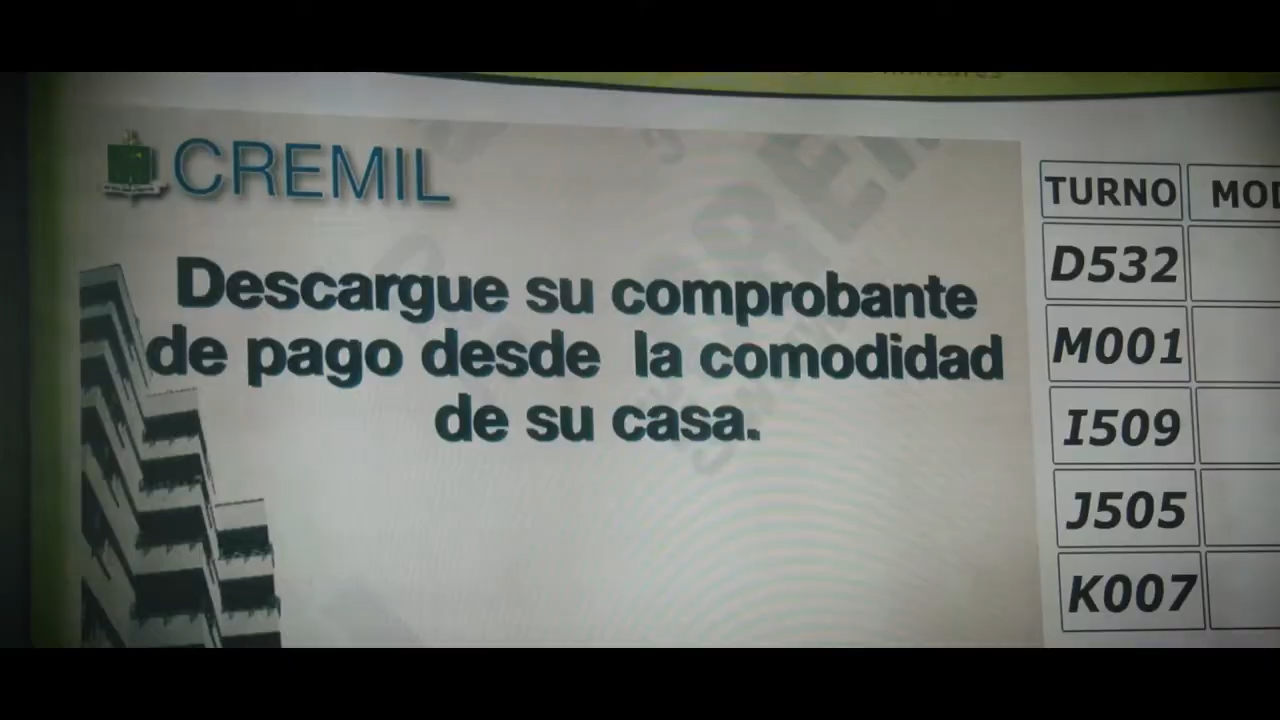 CREMIL
Descargue su comprobante
de pago desde la comodidad
de su casa.
TURNO
D532
M001
I509
J505
K007